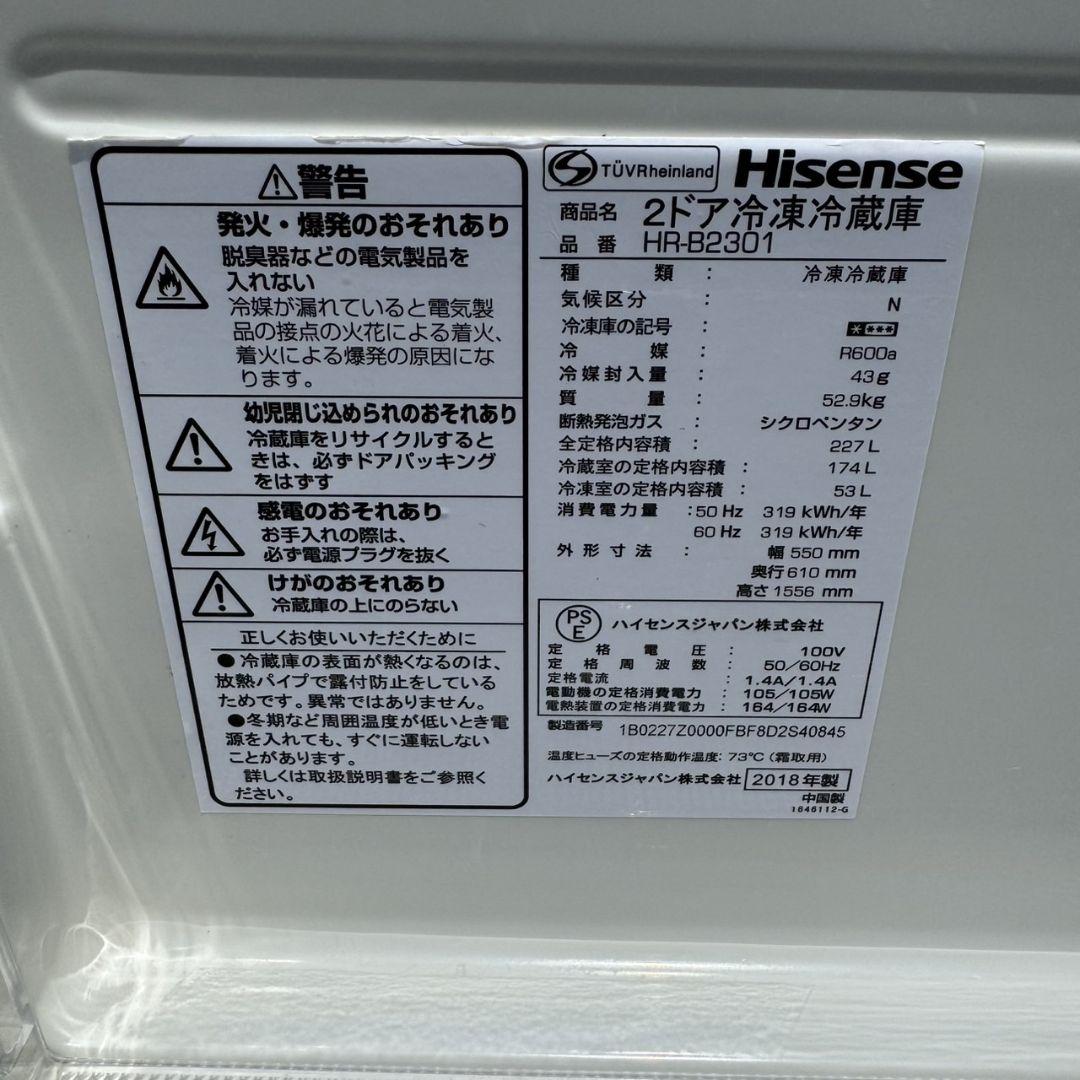 ⚠警告
発火・爆発のおそれあり
脱臭器などの電気製品を
入れない
冷媒が漏れていると電気製
品の接点の火花による着火、
着火による爆発の原因にな
ります。
幼児閉じ込められのおそれあり
冷蔵庫をリサイクルすると
きは、必ずドアパッキング
をはずす
感電のおそれあり
お手入れの際は、
必ず電源プラグを抜く
けがのおそれあり
冷蔵庫の上にのらない
正しくお使いいただくために
●冷蔵庫の表面が熱くなるのは、
放熱パイプで露付防止をしている
ためです。異常ではありません。
●冬期など周囲温度が低いとき電
源を入れても、すぐに運転しない
ことがあります。
詳しくは取扱説明書をご参照く
ださい。
TÜVRheinland Hisense
商品名 2ドア冷凍冷蔵庫
品番 HR-B2301
種類 : 冷凍冷蔵庫
気候区分 : N
冷凍庫の記号 : ****
冷媒 : R600a
冷媒封入量 : 43g
質量 : 52.9kg
断熱発泡ガス : シクロペンタン
全定格内容積 : 227L
冷蔵室の定格内容積 : 174L
冷凍室の定格内容積 : 53L
消費電力量 :50Hz 319 kWh/年
60Hz 319 kWh/年
外形寸法 : 幅 550 mm
奥行 610 mm
高さ 1556 mm
PSE ハイセンスジャパン株式会社
定格電圧 : 100V
定格周波数 : 50/60Hz
定格電流 : 1.4A/1.4A
電動機の定格消費電力 : 105/105W
電熱装置の定格消費電力 : 164/164W
製造番号 1B0227Z0000FBF8D2S40845
温度ヒューズの定格動作温度: 73℃ (霜取用)
ハイセンスジャパン株式会社 2018年製
中国製
1646112-G